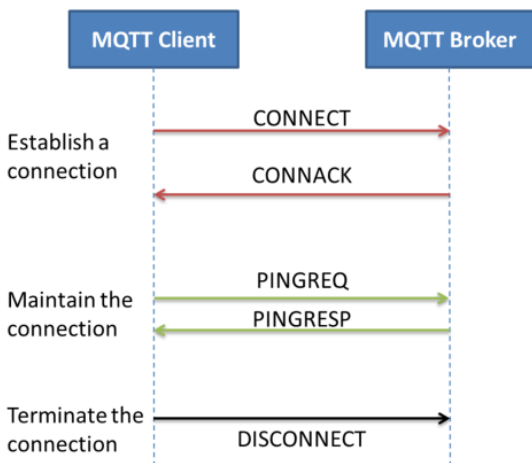 MQTT Client
MQTT Broker
Establish a
connection
CONNECT
CONNACK
Maintain the
connection
PINGREQ
PINGRESP
Terminate the
connection
DISCONNECT